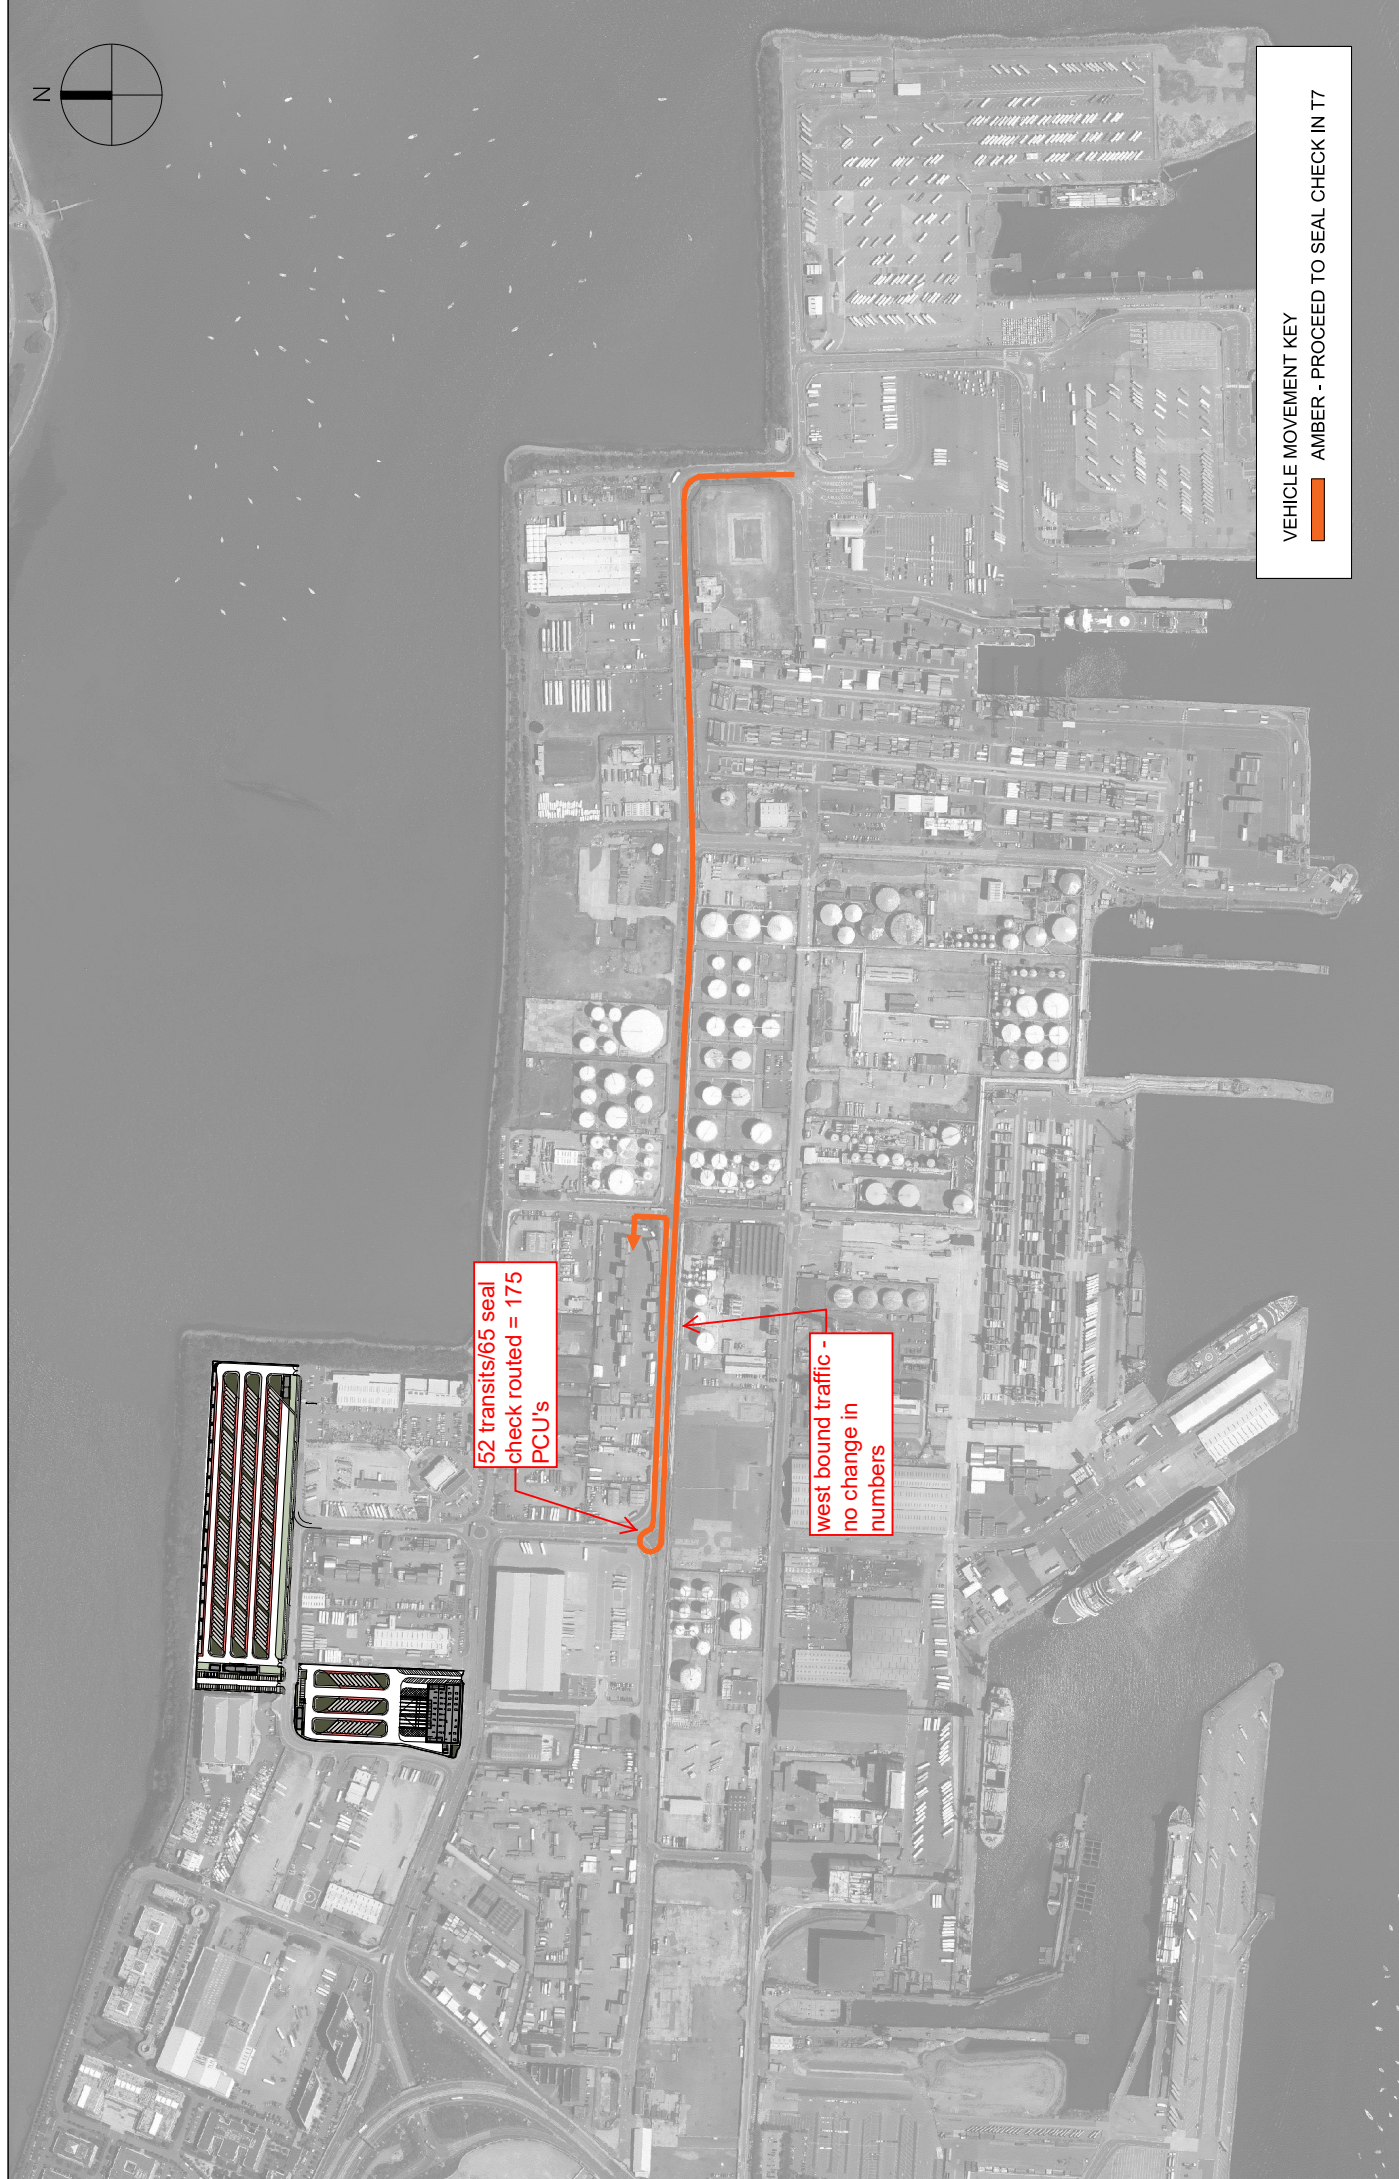 N
VEHICLE MOVEMENT KEY
AMBER - PROCEED TO SEAL CHECK IN T7
52 transits/65 seal
check routed = 175
PCU's
west bound traffic -
no change in
numbers